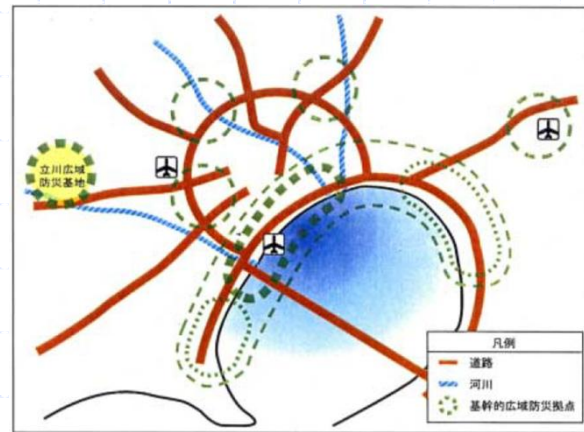 立川広域
防災基地
凡例
道路
河川
基幹的広域防災拠点